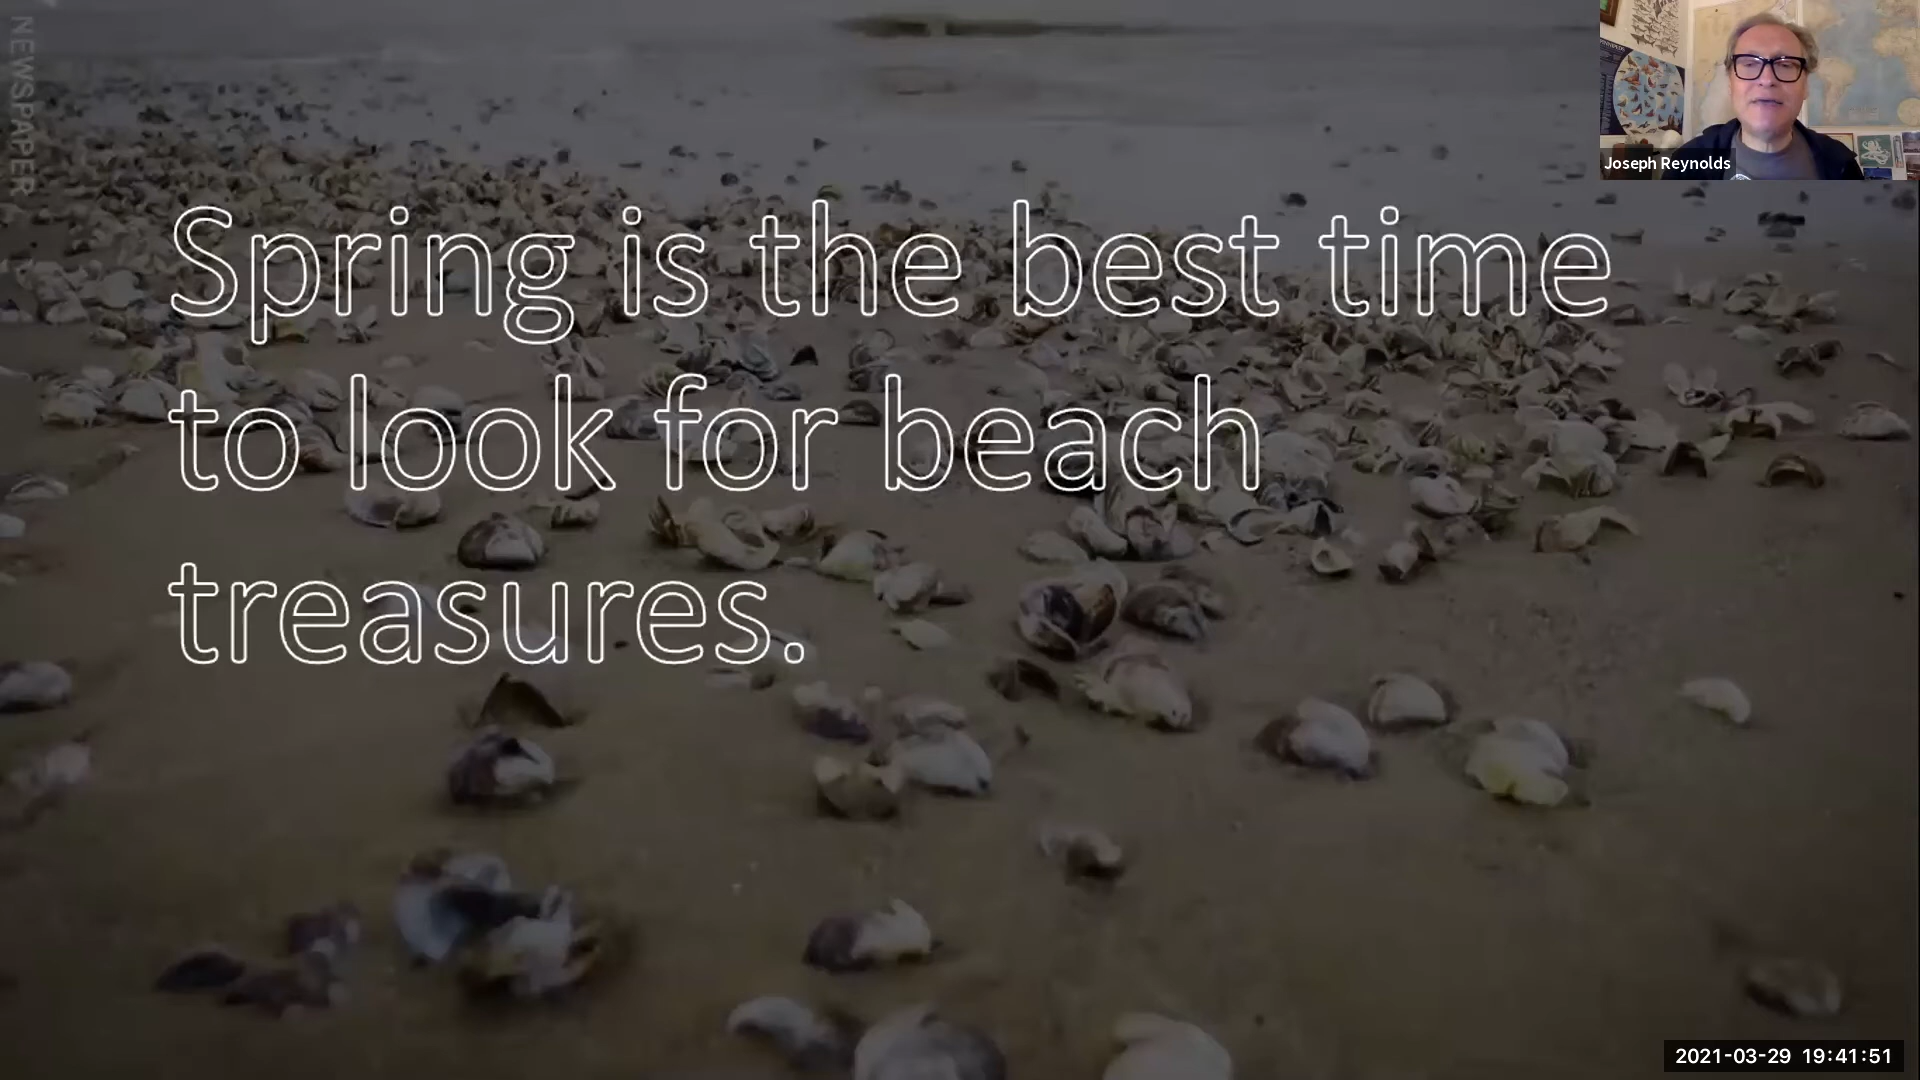 NEWSPAPER
Joseph Reynolds
Spring is the best time
to look for beach
treasures.
2021-03-29 19:41:51